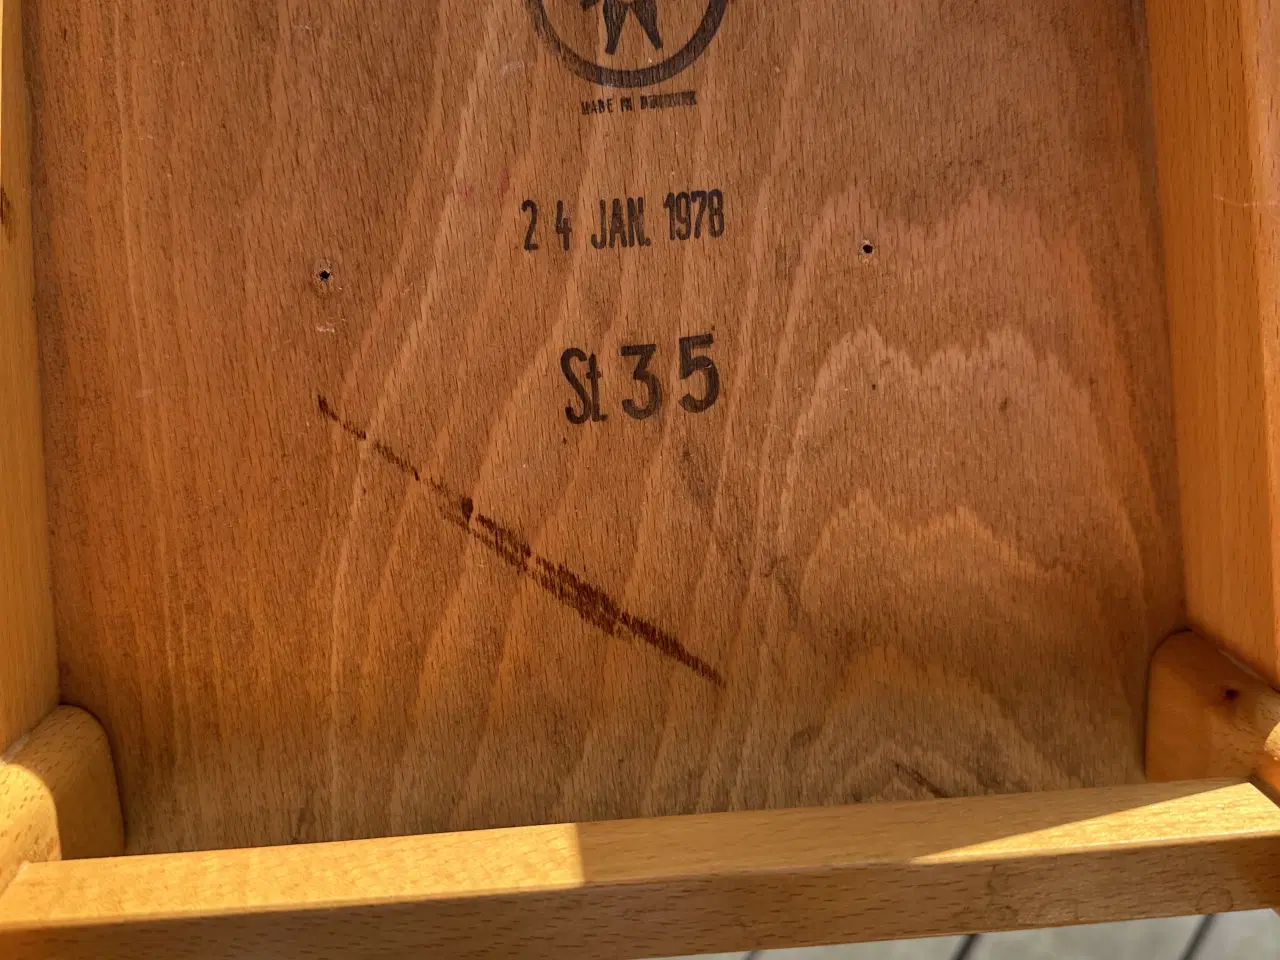 MADE IN DENMARK
24 JAN. 1978
St 35